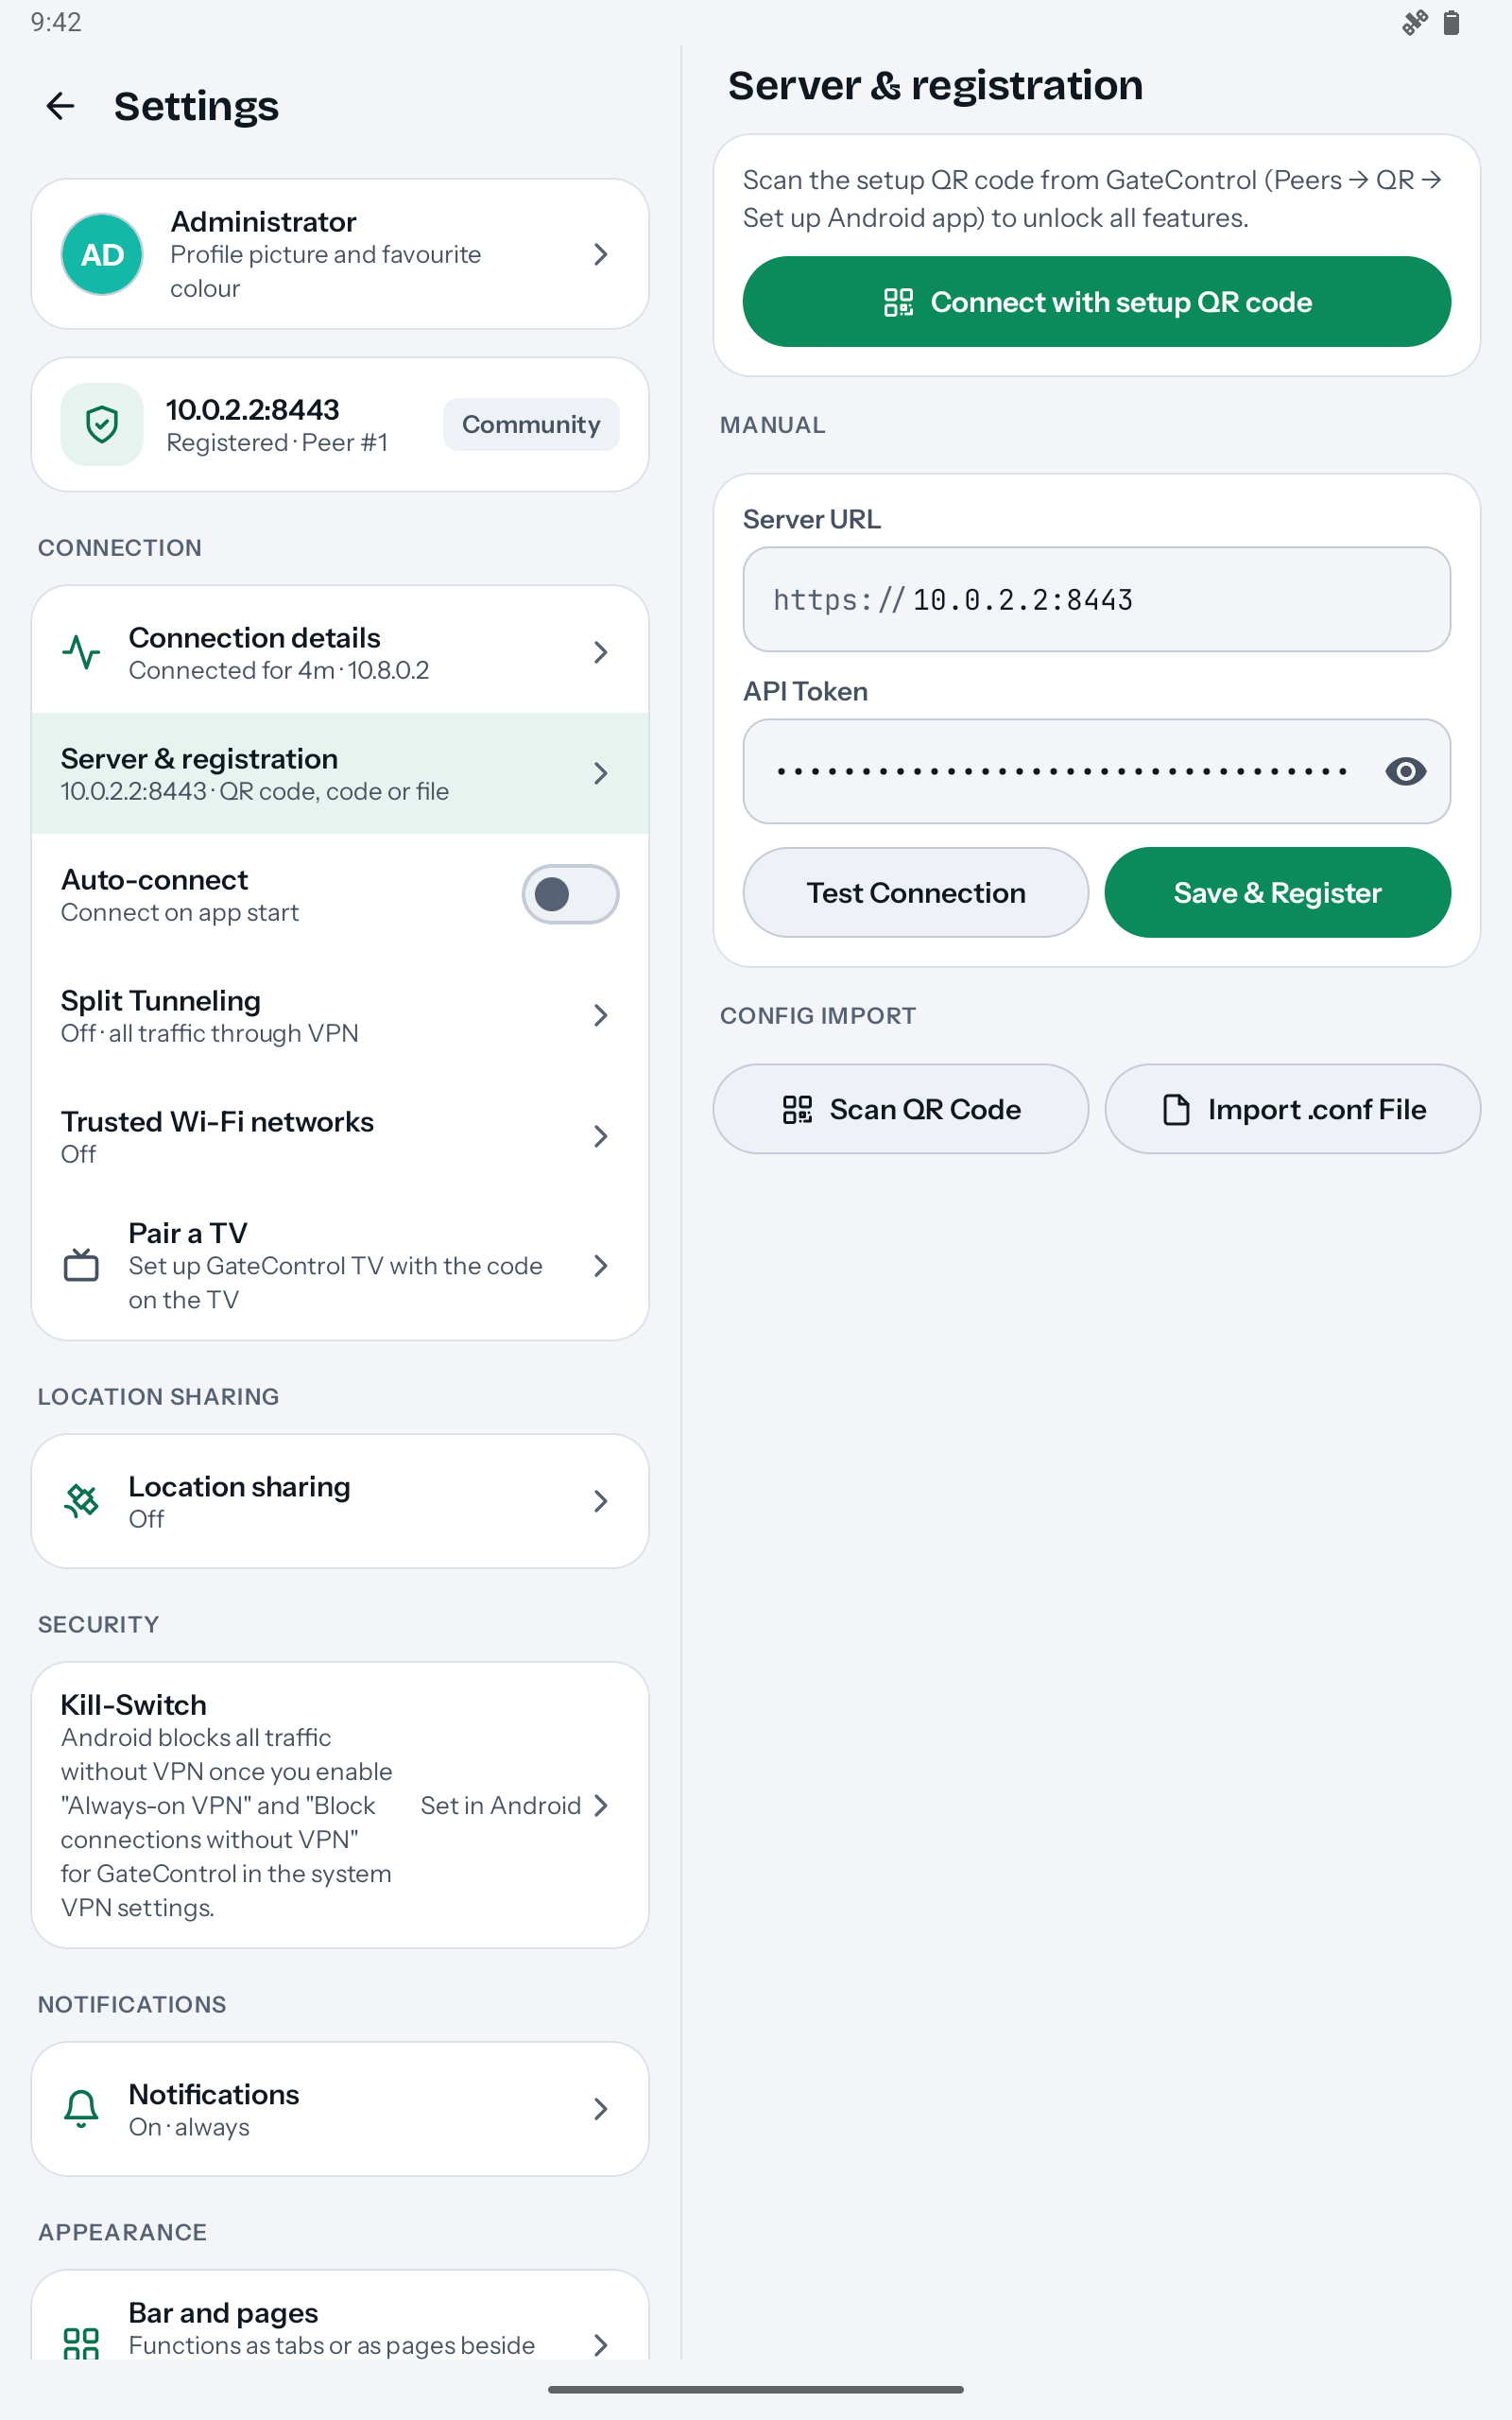 9:42
Settings
AD
Administrator
Profile picture and favourite
colour
10.0.2.2:8443
Registered · Peer #1
Community
CONNECTION
Connection details
Connected for 4m · 10.8.0.2
Server & registration
10.0.2.2:8443 · QR code, code or file
Auto-connect
Connect on app start
Split Tunneling
Off · all traffic through VPN
Trusted Wi-Fi networks
Off
Pair a TV
Set up GateControl TV with the code
on the TV
LOCATION SHARING
Location sharing
Off
SECURITY
Kill-Switch
Android blocks all traffic
without VPN once you enable
"Always-on VPN" and "Block
connections without VPN"
for GateControl in the system
VPN settings.
Set in Android
NOTIFICATIONS
Notifications
On · always
APPEARANCE
Bar and pages
Functions as tabs or as pages beside
Server & registration
Scan the setup QR code from GateControl (Peers → QR →
Set up Android app) to unlock all features.
Connect with setup QR code
MANUAL
Server URL
https://10.0.2.2:8443
API Token
••••••••••••••••••••••••••••••••••
Test Connection
Save & Register
CONFIG IMPORT
Scan QR Code
Import .conf File